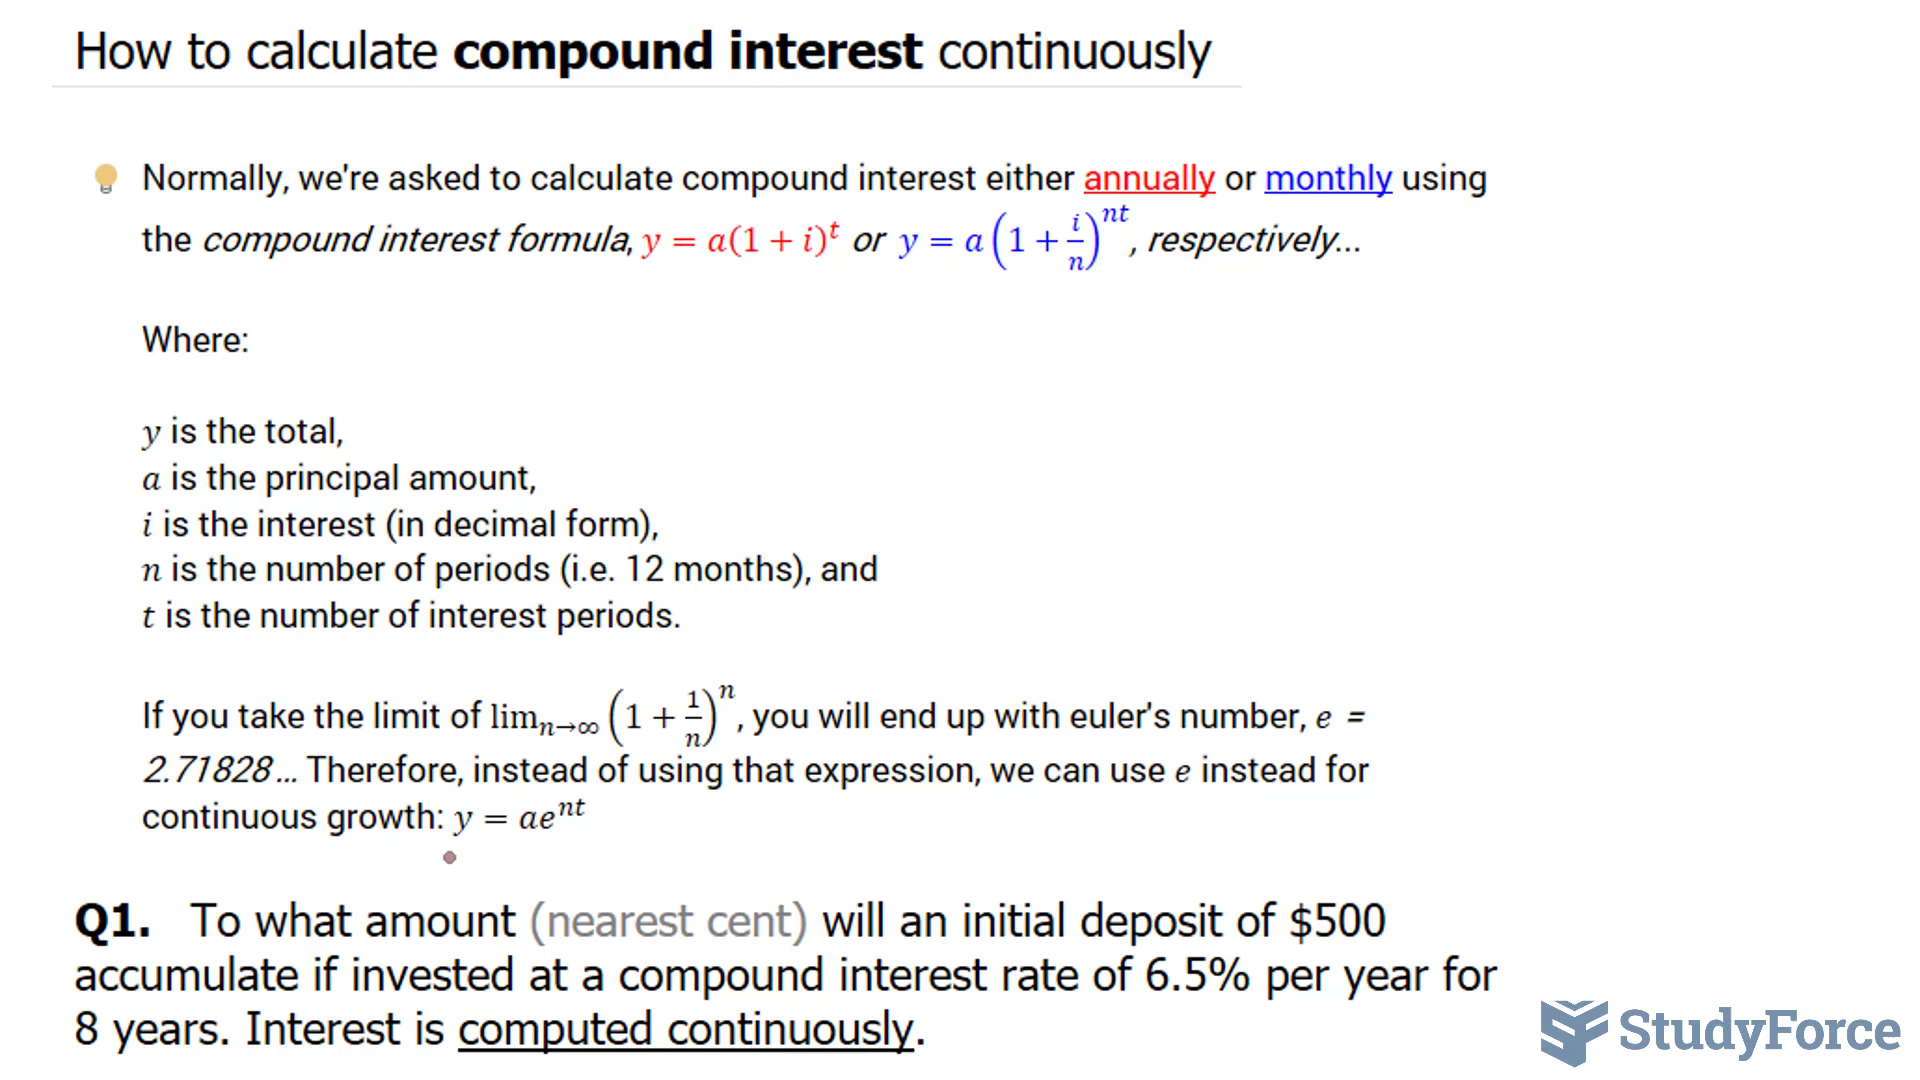 How to calculate compound interest continuously
Normally, we're asked to calculate compound interest either annually or monthly using
the compound interest formula, y = a(1 + i)^t or y = a(1 + i/n)^nt, respectively...
Where:
y is the total,
a is the principal amount,
i is the interest (in decimal form),
n is the number of periods (i.e. 12 months), and
t is the number of interest periods.
If you take the limit of lim_n→∞ (1 + 1/n)^n, you will end up with euler's number, e =
2.71828... Therefore, instead of using that expression, we can use e instead for
continuous growth: y = ae^nt
Q1. To what amount (nearest cent) will an initial deposit of $500
accumulate if invested at a compound interest rate of 6.5% per year for
8 years. Interest is computed continuously.
StudyForce